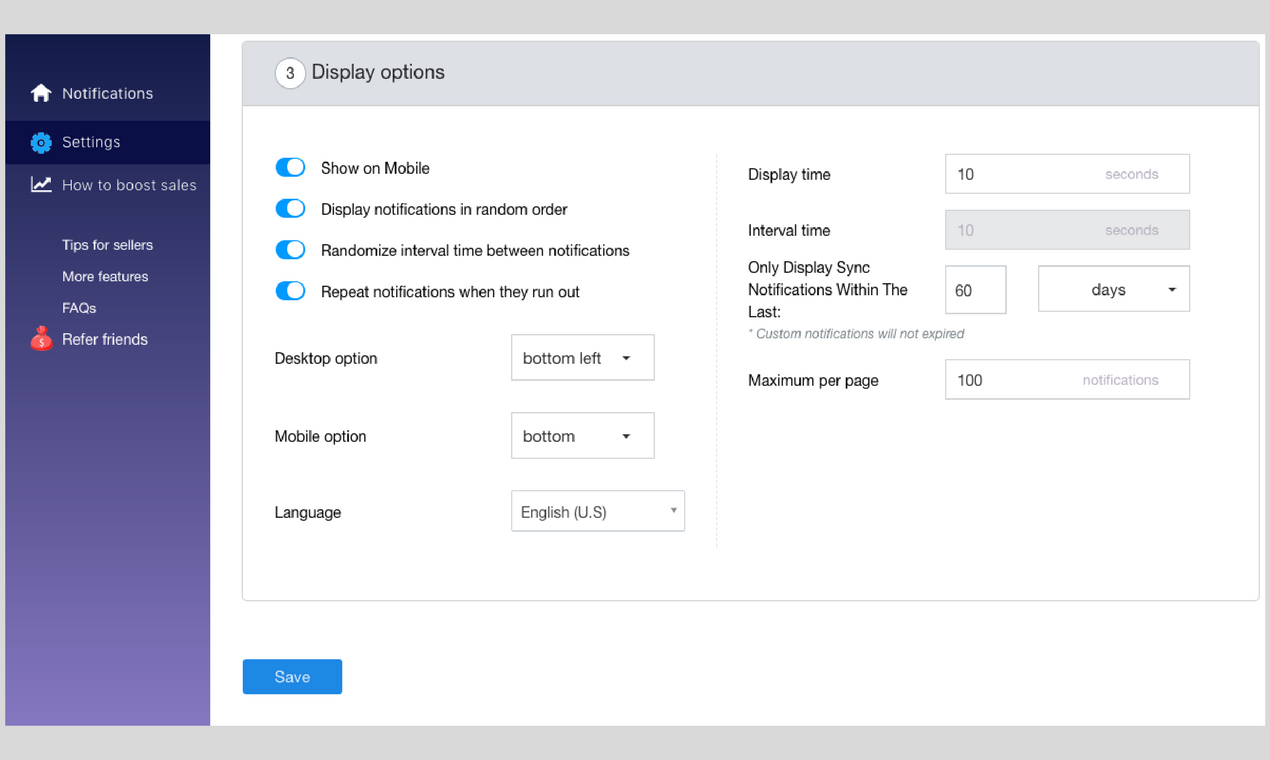 Notifications
Settings
How to boost sales
Tips for sellers
More features
FAQs
$
Refer friends
3 Display options
Show on Mobile
Display notifications in random order
Randomize interval time between notifications
Repeat notifications when they run out
Desktop option bottom left
Mobile option bottom
Language English (U.S)
Display time 10 seconds
Interval time 10 seconds
Only Display Sync
Notifications Within The
Last:
60 days
* Custom notifications will not expired
Maximum per page 100 notifications
Save